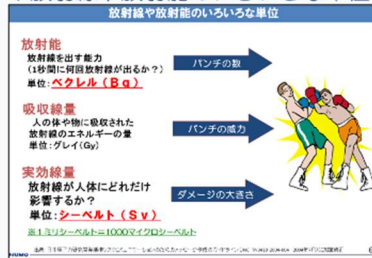 放射線や放射能のいろいろな単位
放射能
放射線を出す能力
(1秒間に何回放射線が出るか?)
単位:ベクレル(Bq)
パンチの数
吸収線量
人の体や物に吸収された
放射線のエネルギーの量
単位:グレイ(Gy)
パンチの威力
実効線量
放射線が人体にどれだけ
影響するか?
単位:シーベルト(Sv)
ダメージの大きさ
※1ミリシーベルト=1000マイクロシーベルト